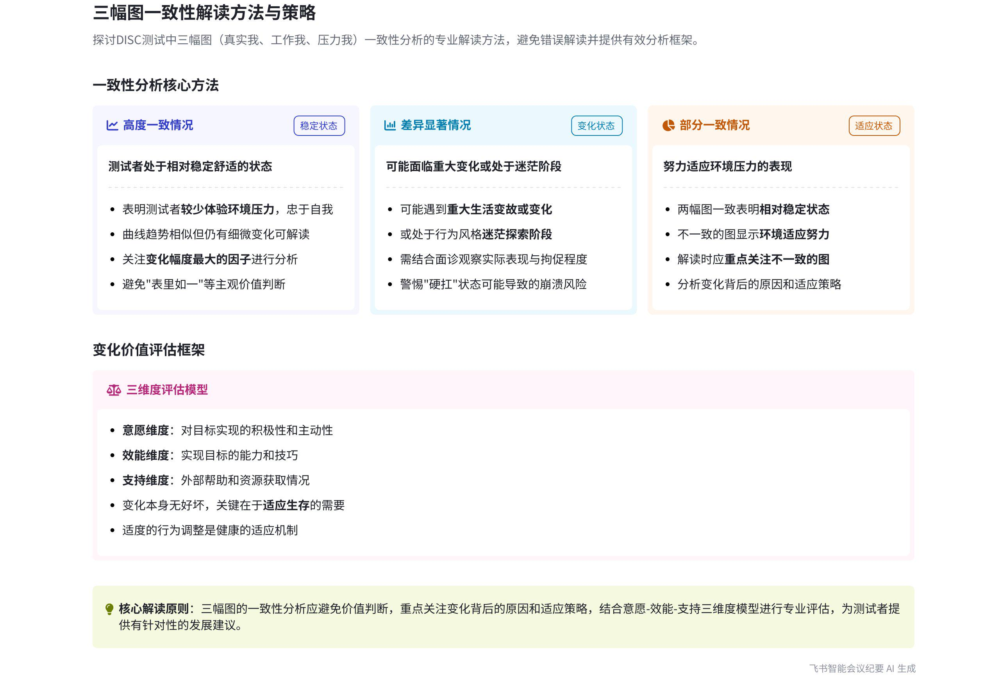 三幅图一致性解读方法与策略
探讨DISC测试中三幅图（真实我、工作我、压力我）一致性分析的专业解读方法，避免错误解读并提供有效分析框架。
一致性分析核心方法
高度一致情况
稳定状态
测试者处于相对稳定舒适的状态
• 表明测试者较少体验环境压力，忠于自我
• 曲线趋势相似但仍有细微变化可解读
• 关注变化幅度最大的因子进行分析
• 避免"表里如一"等主观价值判断
差异显著情况
变化状态
可能面临重大变化或处于迷茫阶段
• 可能遇到重大生活变故或变化
• 或处于行为风格迷茫探索阶段
• 需结合面诊观察实际表现与拘促程度
• 警惕"硬扛"状态可能导致的崩溃风险
部分一致情况
适应状态
努力适应环境压力的表现
• 两幅图一致表明相对稳定状态
• 不一致的图显示环境适应努力
• 解读时应重点关注不一致的图
• 分析变化背后的原因和适应策略
变化价值评估框架
三维度评估模型
• 意愿维度：对目标实现的积极性和主动性
• 效能维度：实现目标的能力和技巧
• 支持维度：外部帮助和资源获取情况
• 变化本身无好坏，关键在于适应生存的需要
• 适度的行为调整是健康的适应机制
核心解读原则：三幅图的一致性分析应避免价值判断，重点关注变化背后的原因和适应策略，结合意愿-效能-支持三维度模型进行专业评估，为测试者提
供有针对性的发展建议。
飞书智能会议纪要 AI 生成